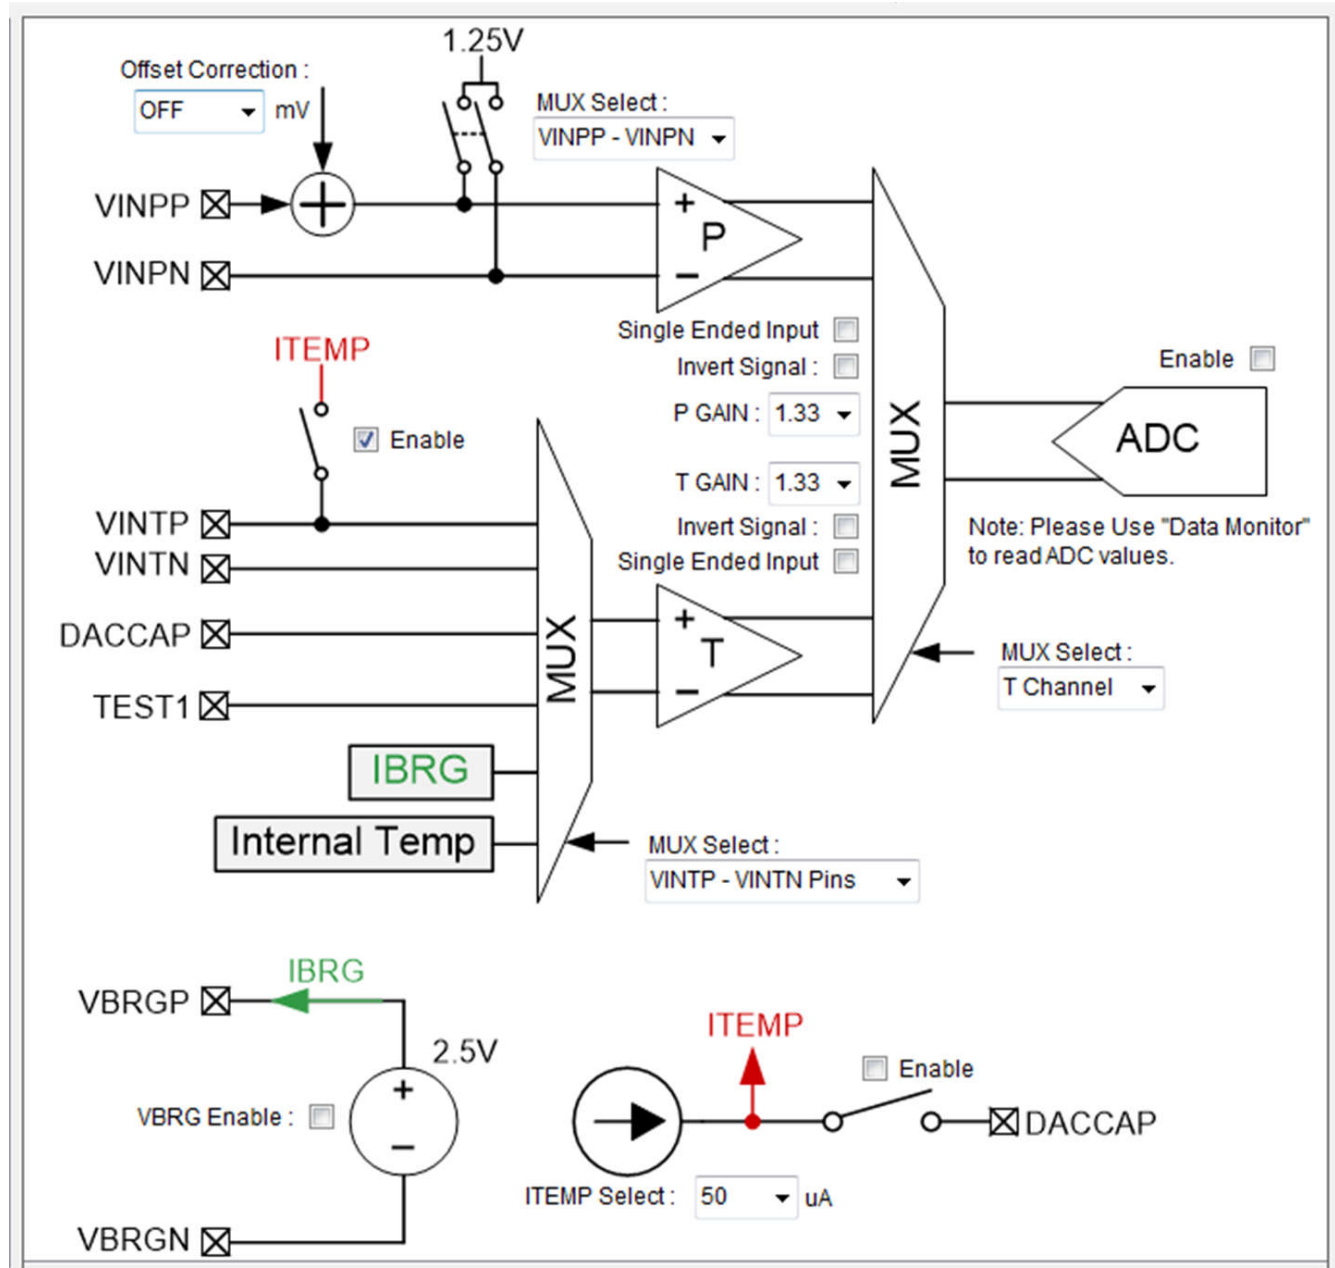 1.25V
Offset Correction :
OFF mV
MUX Select :
VINPP - VINPN
VINPP
+
P
VINPN
−
Single Ended Input
ITEMP
Invert Signal :
Enable
P GAIN : 1.33
Enable
MUX
ADC
T GAIN : 1.33
VINTP
Invert Signal :
Note: Please Use "Data Monitor"
to read ADC values.
VINTN
Single Ended Input
DACCAP
MUX
+
T
MUX Select :
T Channel
TEST1
−
IBRG
Internal Temp
MUX Select :
VINTP - VINTN Pins
IBRG
VBRGP
2.5V
ITEMP
Enable
+
VBRG Enable :
−
DACCAP
ITEMP Select : 50 uA
VBRGN